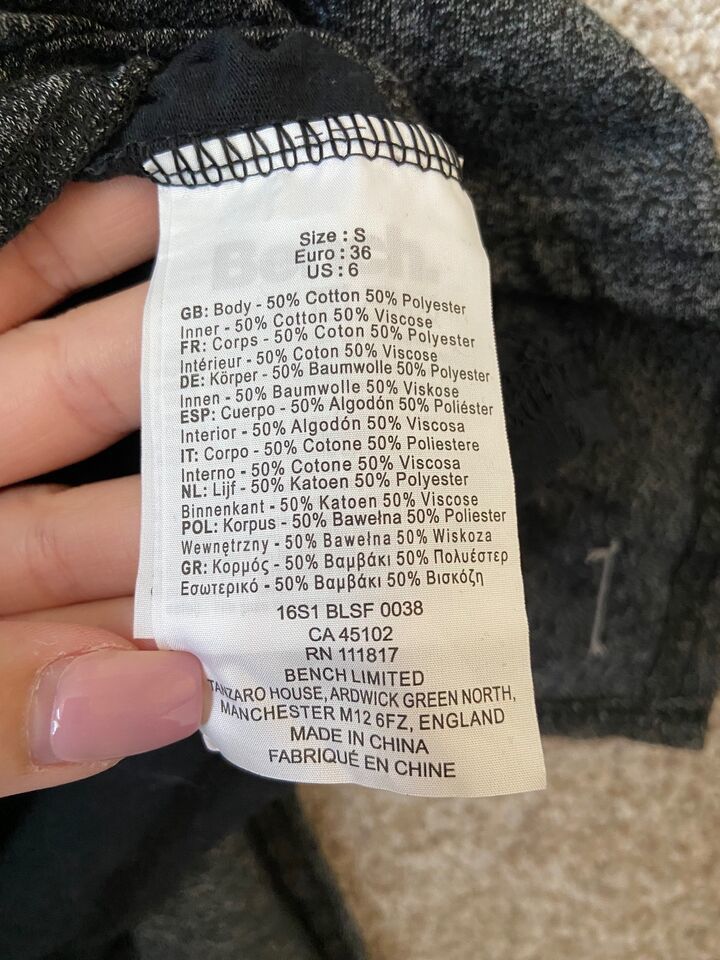 Size : S
Euro : 36
US : 6
GB: Body - 50% Cotton 50% Polyester
Inner - 50% Cotton 50% Viscose
FR: Corps - 50% Coton 50% Polyester
Intérieur - 50% Coton 50% Viscose
DE: Körper - 50% Baumwolle 50% Polyester
Innen - 50% Baumwolle 50% Viskose
ESP: Cuerpo - 50% Algodón 50% Poliéster
Interior - 50% Algodón 50% Viscosa
IT: Corpo - 50% Cotone 50% Poliestere
Interno - 50% Cotone 50% Viscosa
NL: Lijf - 50% Katoen 50% Polyester
Binnenkant - 50% Katoen 50% Viscose
POL: Korpus - 50% Bawełna 50% Poliester
Wewnętrzny - 50% Bawełna 50% Wiskoza
GR: Κορμός - 50% Βαμβάκι 50% Πολυέστερ
Εσωτερικό - 50% Βαμβάκι 50% Βισκόζη
16S1 BLSF 0038
CA 45102
RN 111817
BENCH LIMITED
HOUSE, ARDWICK GREEN NORTH,
MANCHESTER M12 6FZ, ENGLAND
MADE IN CHINA
FABRIQUÉ EN CHINE